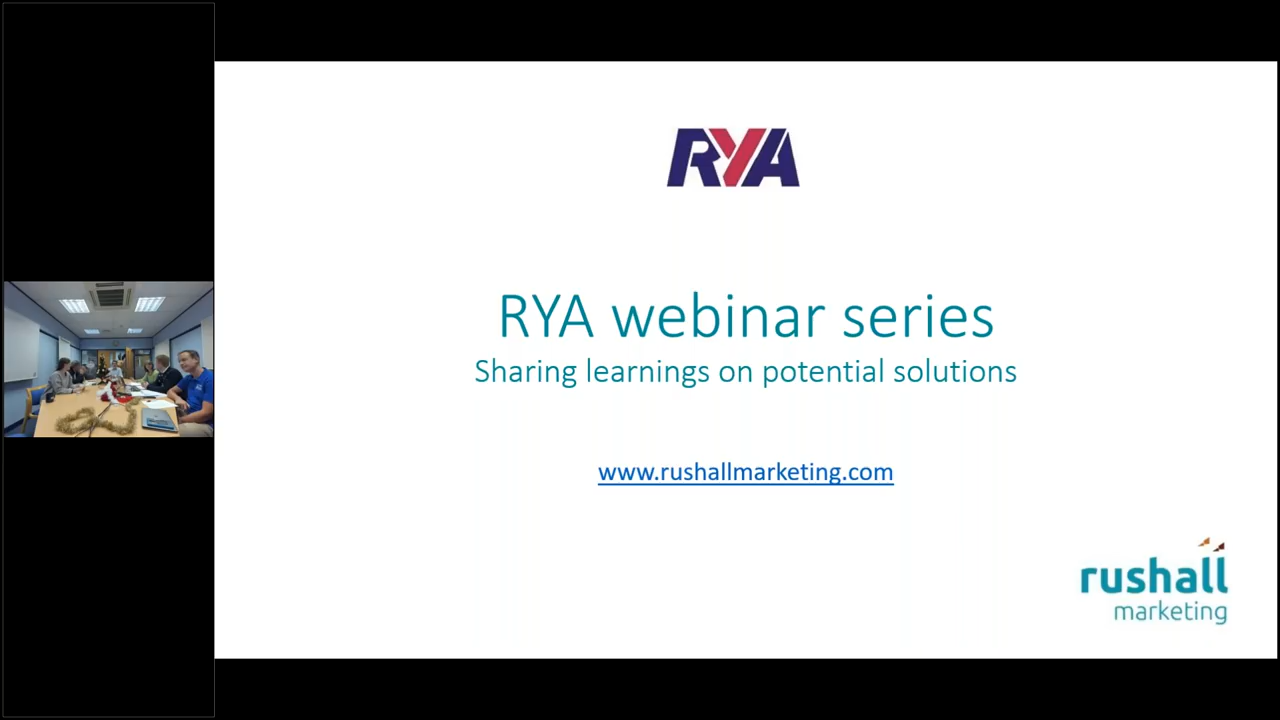 RYA
RYA webinar series
Sharing learnings on potential solutions
www.rushallmarketing.com
rushall
marketing